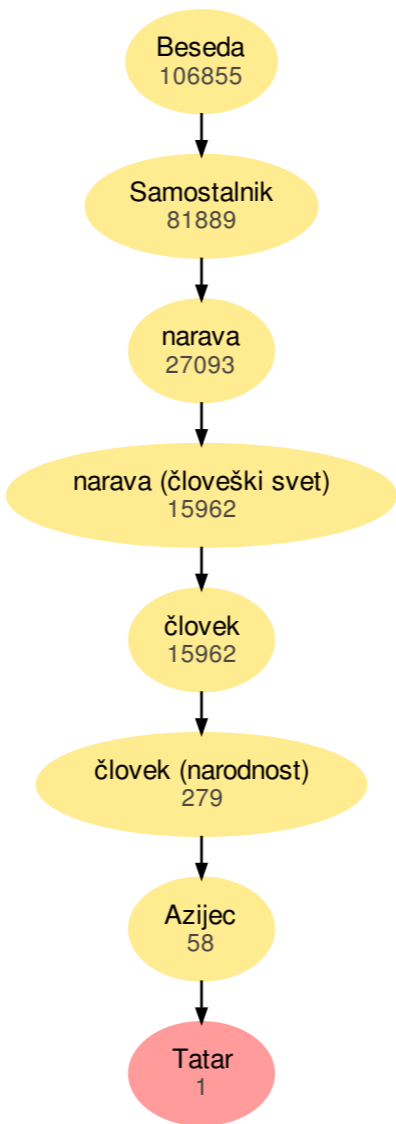 Beseda
106855
Samostalnik
81889
narava
27093
narava (človeški svet)
15962
človek
15962
človek (narodnost)
279
Azijec
58
Tatar
1